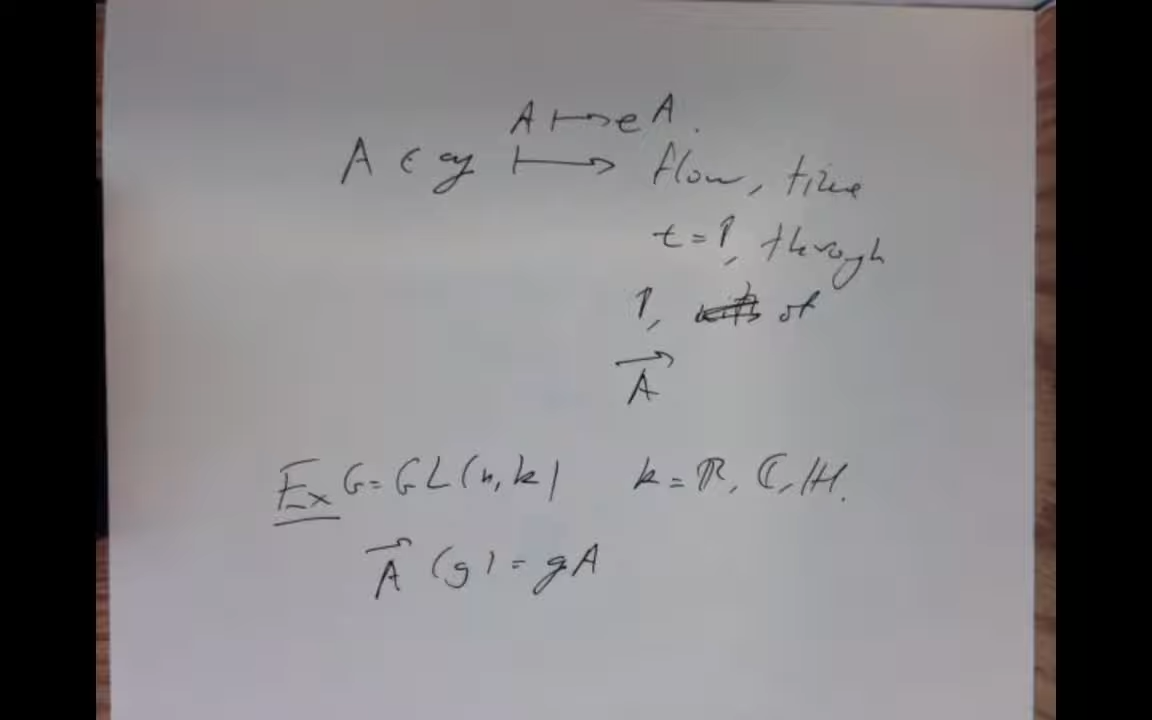 A ↦ e^A.
A ∈ 𝔤 ↦ flow, time
t = 1, through
1, of
→A
Ex G = GL(n, k) k = ℝ, ℂ, ℍ.
→A (g) = gA